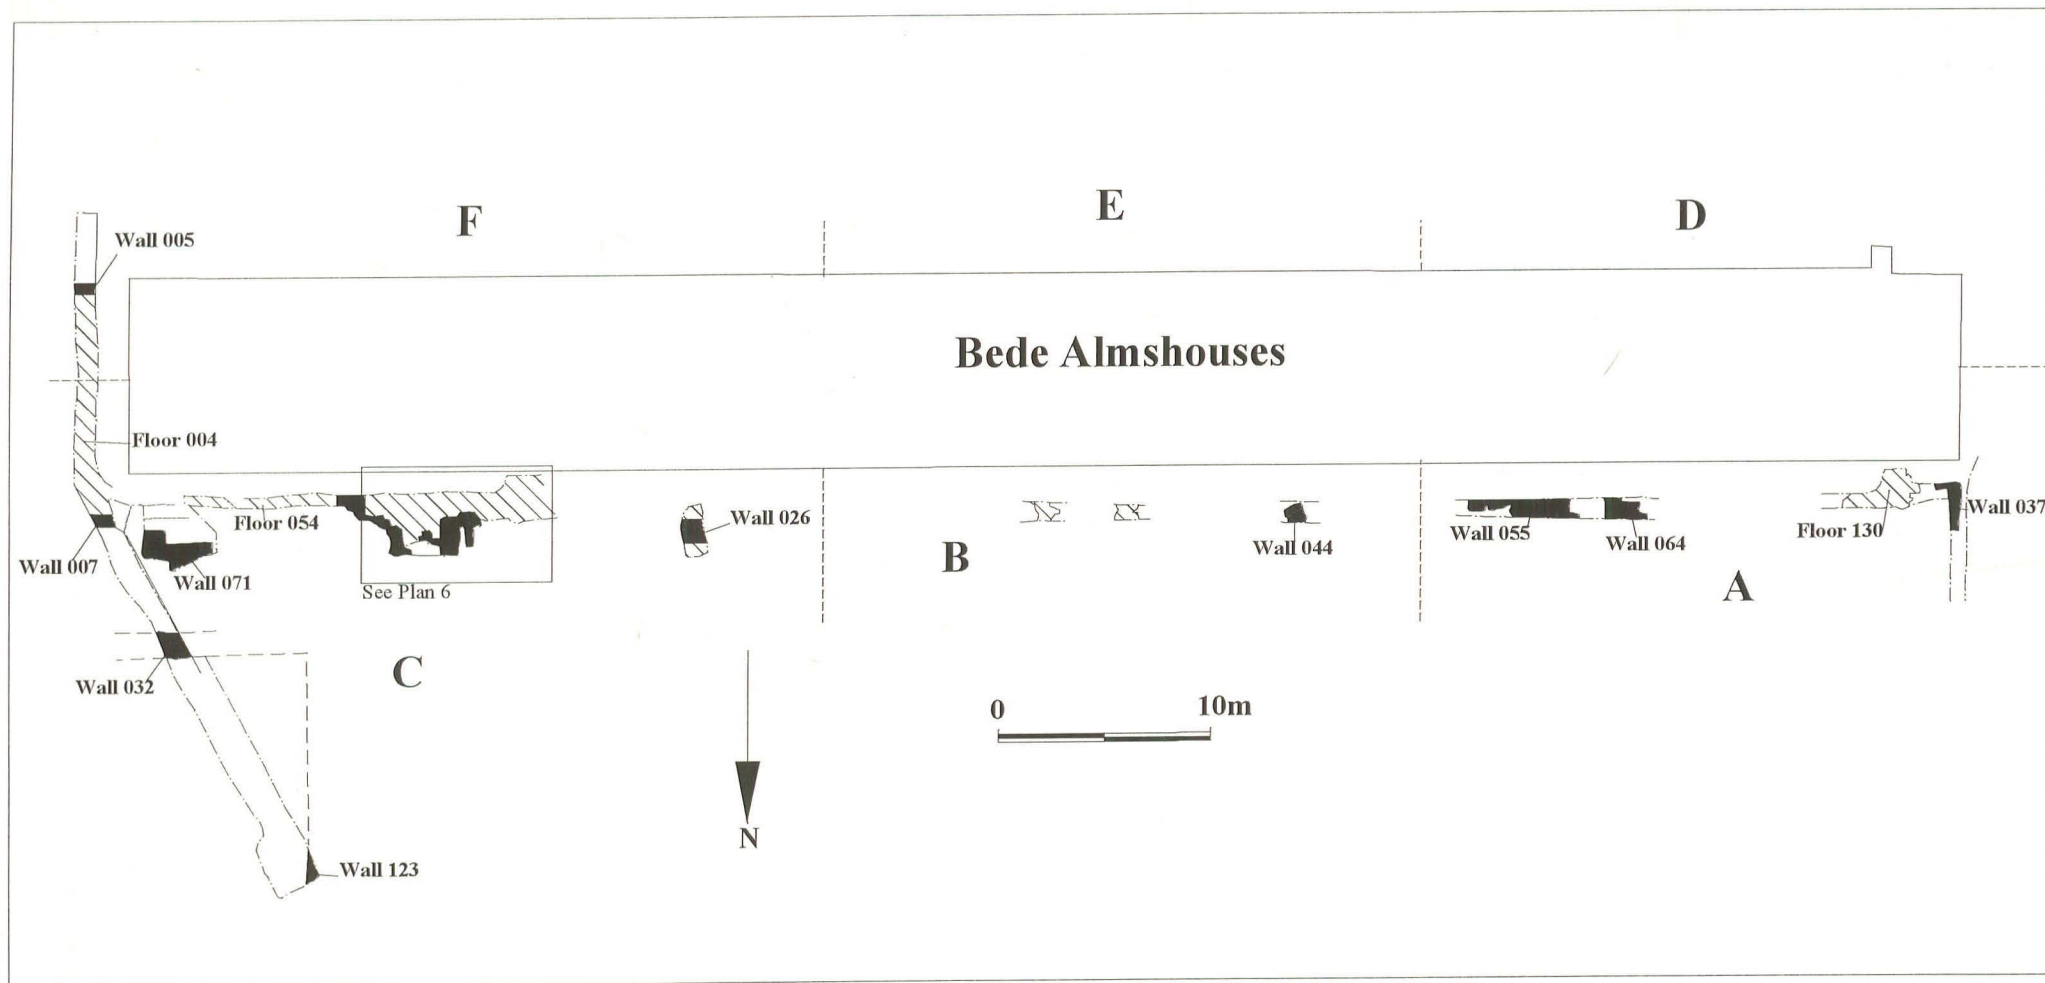 F
E
D
Wall 005
Bede Almshouses
Floor 004
Floor 054
Wall 026
Wall 007
Wall 071
See Plan 6
B
Wall 044
Wall 055
Wall 064
Floor 130
Wall 037
A
Wall 032
C
0 10m
N
Wall 123